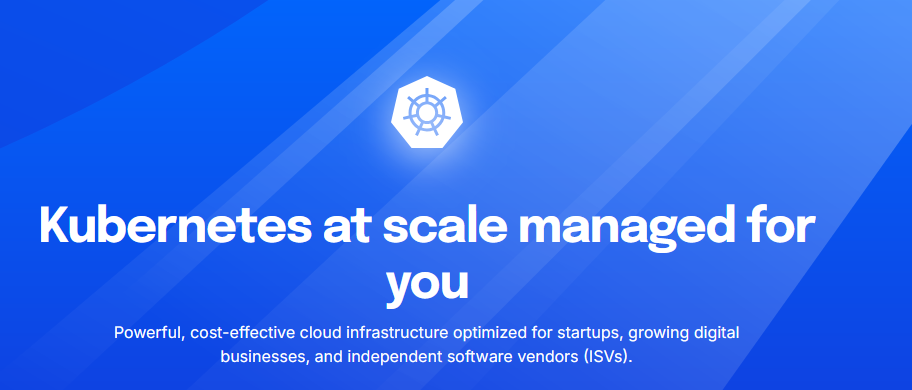 Kubernetes at scale managed for
you
Powerful, cost-effective cloud infrastructure optimized for startups, growing digital
businesses, and independent software vendors (ISVs).